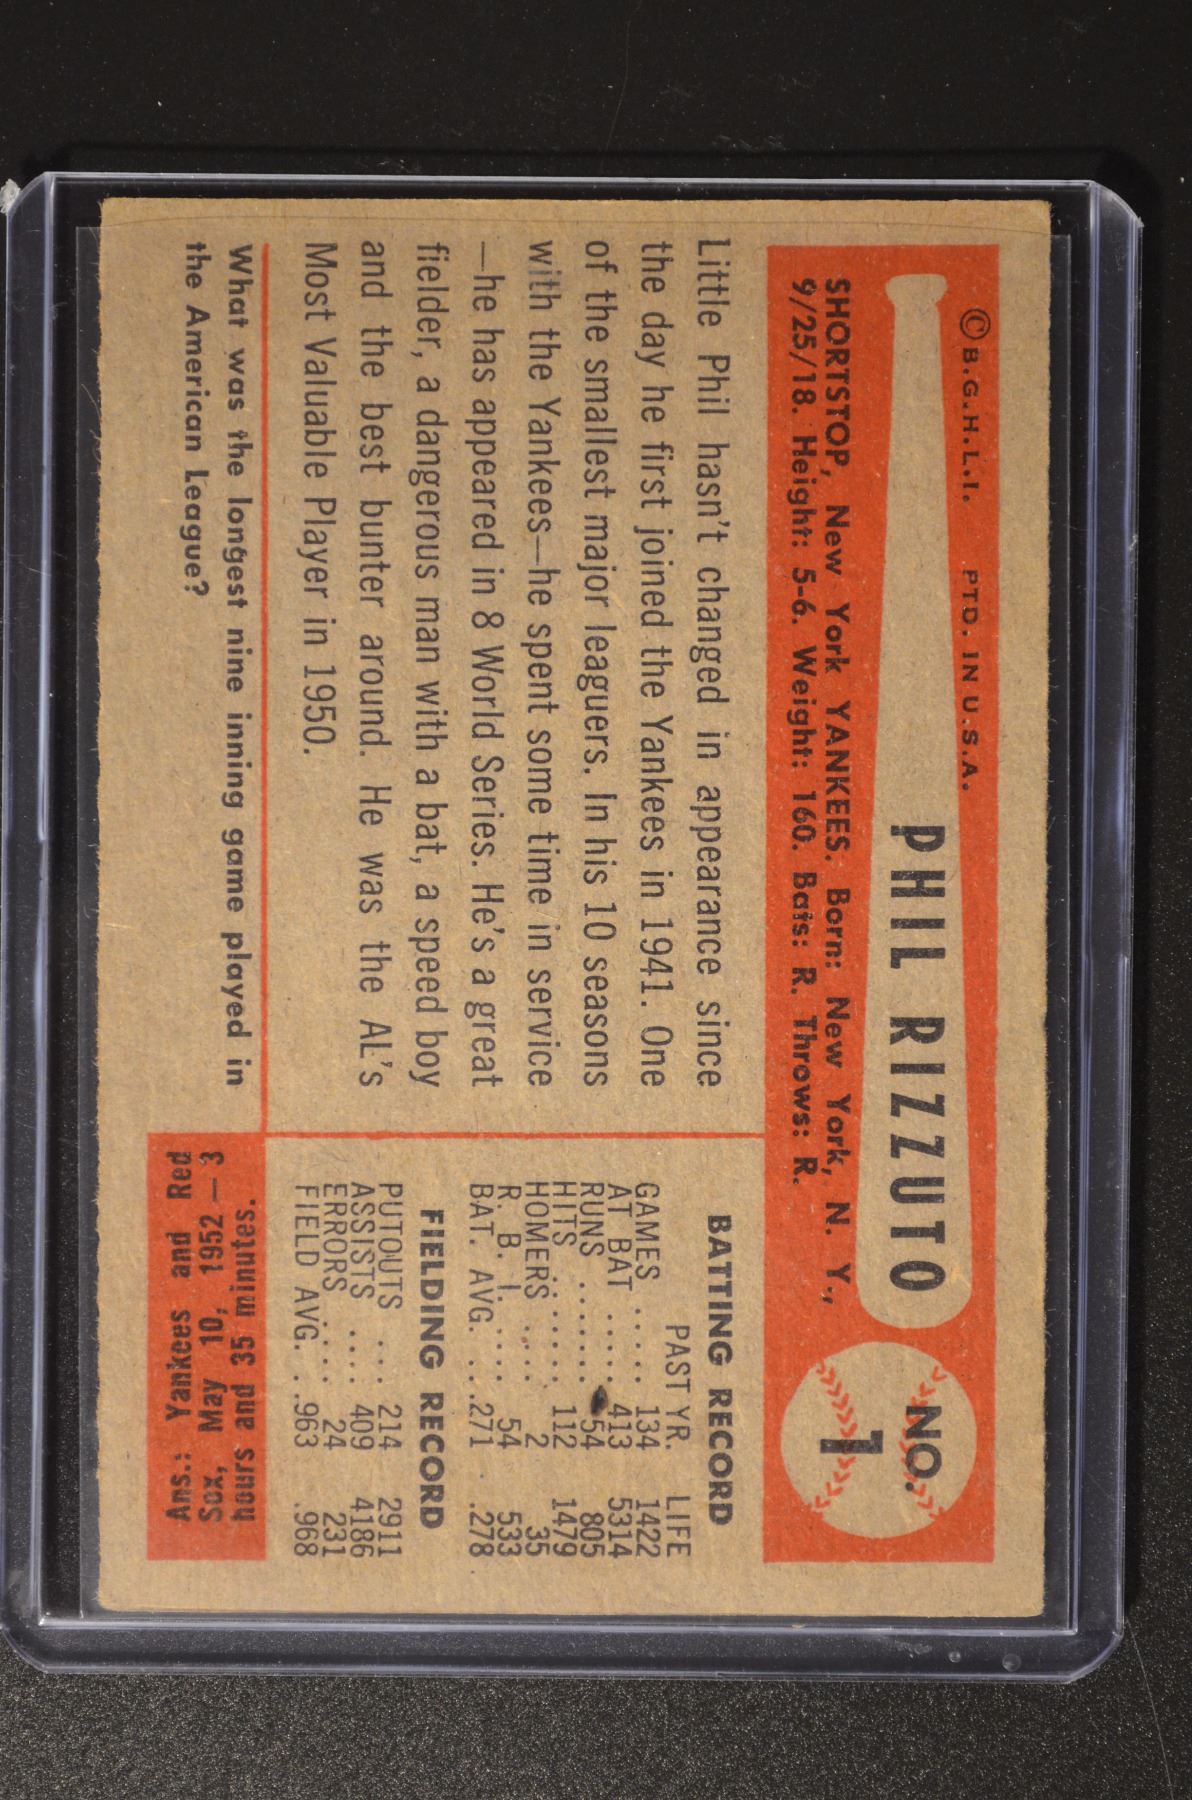 © B.G.H.L.I. PTD. IN U.S.A.
PHIL RIZZUTO
NO.
1
SHORTSTOP, New York YANKEES. Born: New York, N. Y.,
9/25/18. Height: 5-6. Weight: 160. Bats: R. Throws: R.
Little Phil hasn't changed in appearance since
the day he first joined the Yankees in 1941. One
of the smallest major leaguers. In his 10 seasons
with the Yankees—he spent some time in service
—he has appeared in 8 World Series. He's a great
fielder, a dangerous man with a bat, a speed boy
and the best bunter around. He was the AL's
Most Valuable Player in 1950.
BATTING RECORD
PAST YR. LIFE
GAMES ..... 134 1422
AT BAT ..... 413 5314
RUNS ...... 54 805
HITS ...... 112 1479
HOMERS .... 2 35
R. B. I. .... 54 533
BAT. AVG. ... .271 .278
FIELDING RECORD
PUTOUTS ... 214 2911
ASSISTS .... 409 4186
ERRORS .... 24 231
FIELD AVG. . .963 .968
What was the longest nine inning game played in
the American League?
Ans.: Yankees and Red
Sox, May 10, 1952 — 3
hours and 35 minutes.